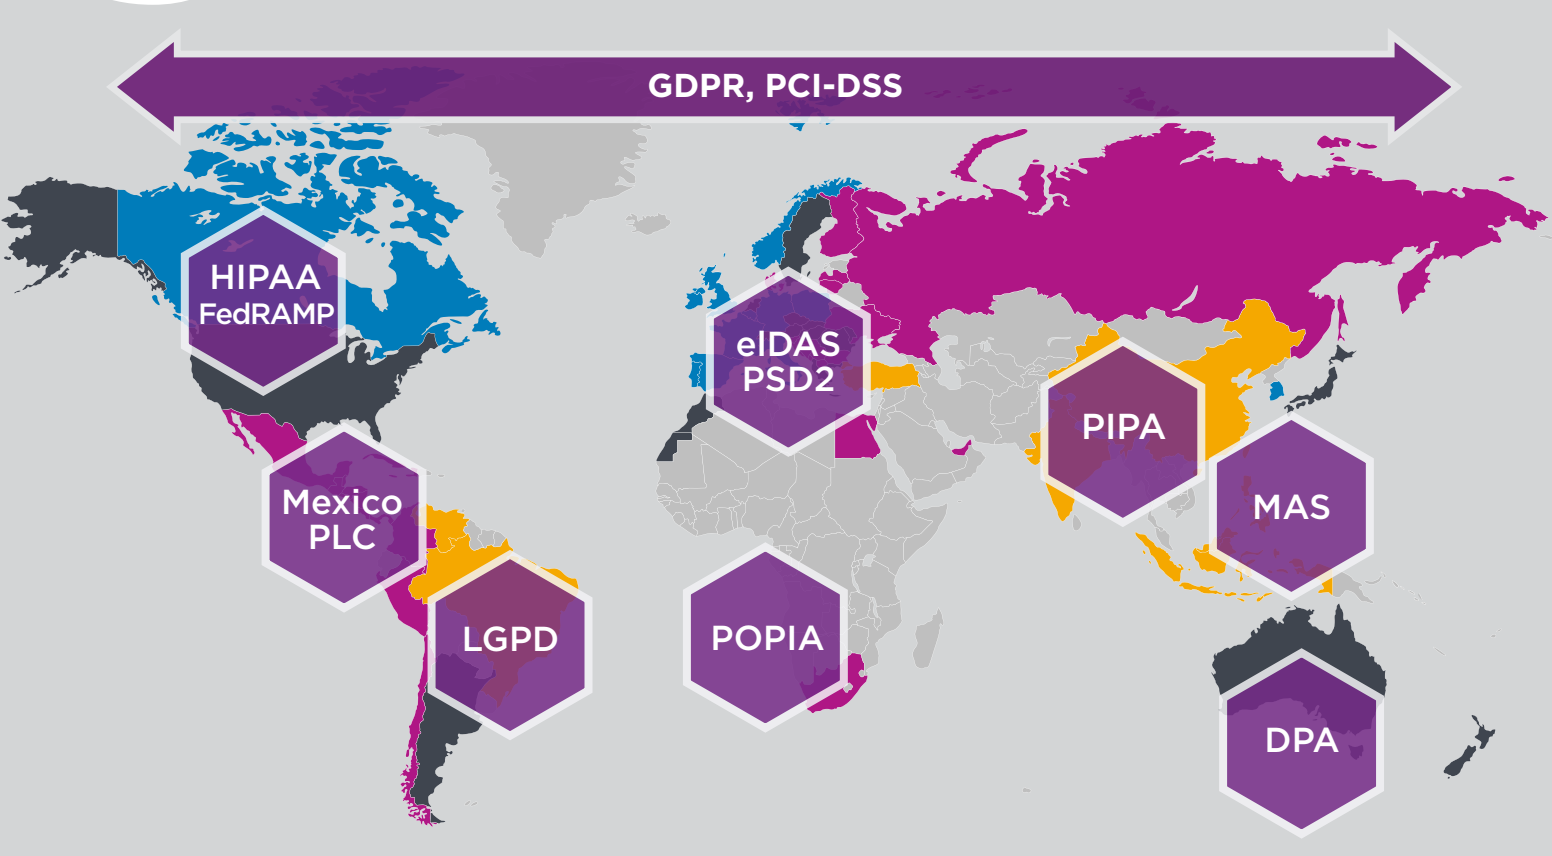 GDPR, PCI-DSS
HIPAA
FedRAMP
eIDAS
PSD2
PIPA
Mexico
PLC
MAS
LGPD
POPIA
DPA